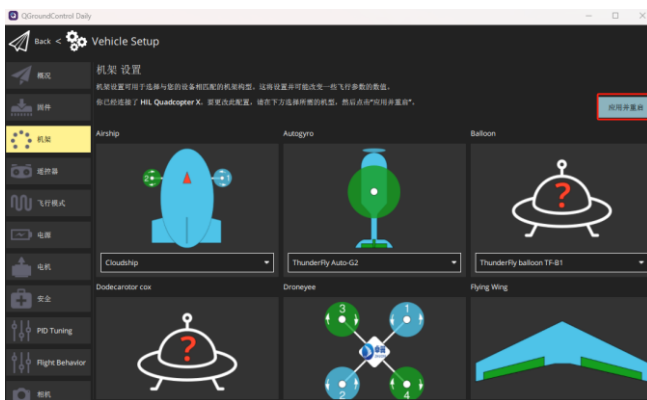 QGroundControl Daily
Back < Vehicle Setup
概况
固件
机架
遥控器
飞行模式
电源
电机
安全
PID Tuning
Flight Behavior
相机
机架 设置
机架设置可用于选择与您的设备相匹配的机架构型。这将设置并可能改变一些飞行参数的数值。
你已经连接了 HIL Quadcopter X. 要更改此配置，请在下方选择所需的机型，然后点击"应用并重启"。
应用并重启
Airship
Autogyro
Balloon
2
1
?
Cloudship
ThunderFly Auto-G2
ThunderFly balloon TF-B1
Dodecarotor cox
Droneyee
Flying Wing
?
3
1
2
4